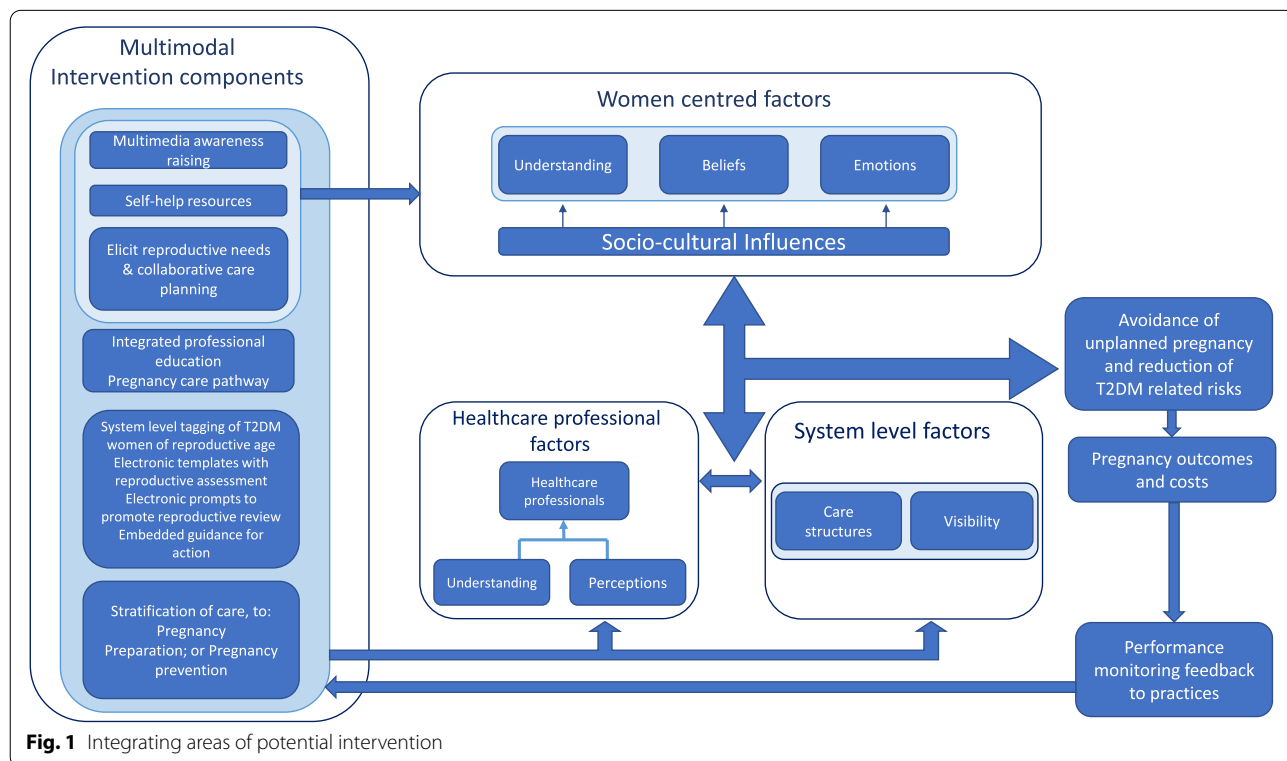 Multimodal
Intervention components
Multimedia awareness
raising
Self-help resources
Elicit reproductive needs
& collaborative care
planning
Integrated professional
education
Pregnancy care pathway
System level tagging of T2DM
women of reproductive age
Electronic templates with
reproductive assessment
Electronic prompts to
promote reproductive review
Embedded guidance for
action
Stratification of care, to:
Pregnancy
Preparation; or Pregnancy
prevention
Women centred factors
Understanding
Beliefs
Emotions
Socio-cultural Influences
Healthcare professional
factors
Healthcare
professionals
Understanding
Perceptions
System level factors
Care
structures
Visibility
Avoidance of
unplanned pregnancy
and reduction of
T2DM related risks
Pregnancy outcomes
and costs
Performance
monitoring feedback
to practices
Fig. 1 Integrating areas of potential intervention